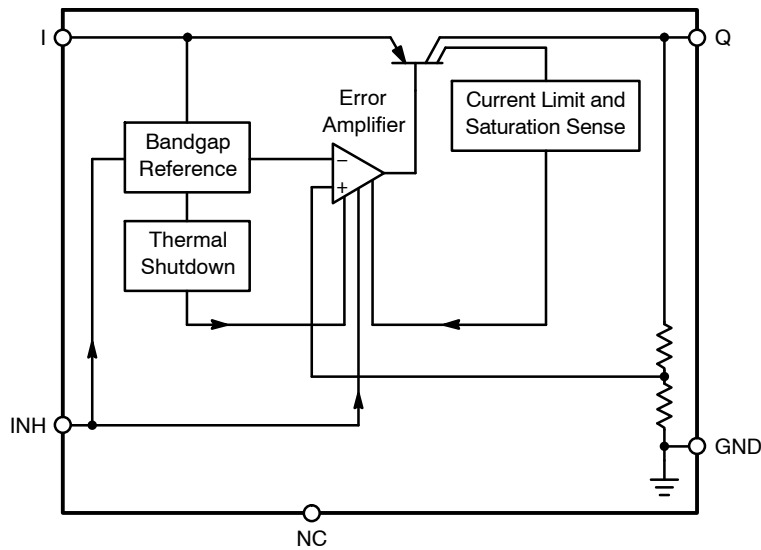 I
Q
Error
Amplifier
Current Limit and
Saturation Sense
Bandgap
Reference
−
+
Thermal
Shutdown
INH
GND
NC